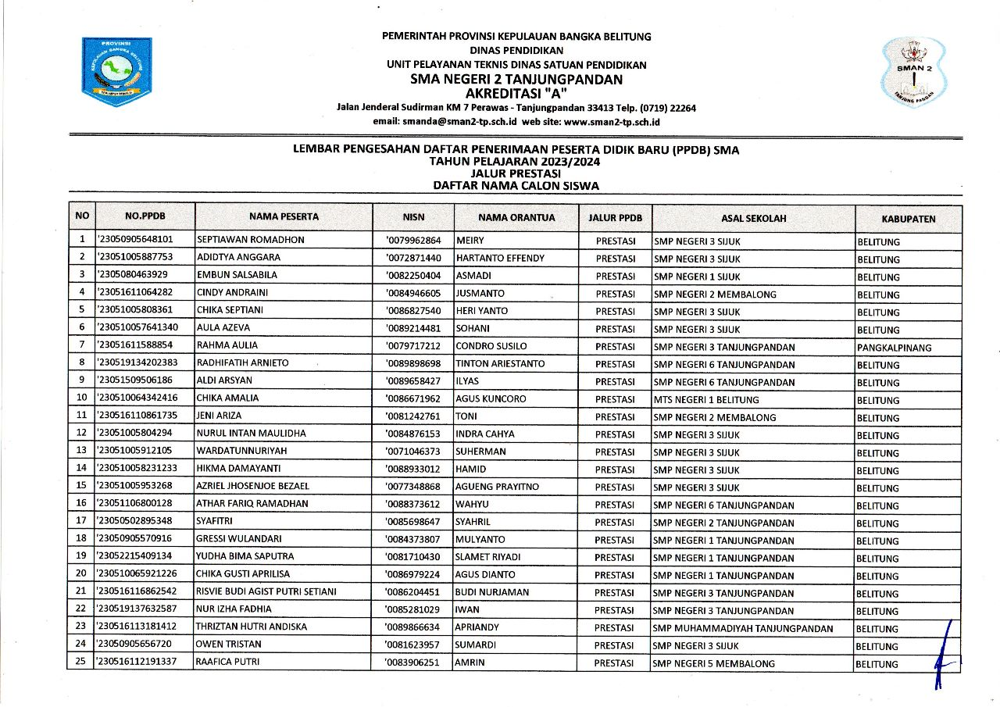 PROVINSI
KEPULAUAN BANGKA BELITUNG
SMAN 2
TANJUNG PANDAN
PEMERINTAH PROVINSI KEPULAUAN BANGKA BELITUNG
DINAS PENDIDIKAN
UNIT PELAYANAN TEKNIS DINAS SATUAN PENDIDIKAN
SMA NEGERI 2 TANJUNGPANDAN
AKREDITASI "A"
Jalan Jenderal Sudirman KM 7 Perawas - Tanjungpandan 33413 Telp. (0719) 22264
email: smanda@sman2-tp.sch.id web site: www.sman2-tp.sch.id
LEMBAR PENGESAHAN DAFTAR PENERIMAAN PESERTA DIDIK BARU (PPDB) SMA
TAHUN PELAJARAN 2023/2024
JALUR PRESTASI
DAFTAR NAMA CALON SISWA
NO NO.PPDB NAMA PESERTA NISN NAMA ORANTUA JALUR PPDB ASAL SEKOLAH KABUPATEN
1 '23050905648101 SEPTIAWAN ROMADHON '0079962864 MEIRY PRESTASI SMP NEGERI 3 SIJUK BELITUNG
2 '23051005887753 ADIDTYA ANGGARA '0072871440 HARTANTO EFFENDY PRESTASI SMP NEGERI 3 SIJUK BELITUNG
3 '2305080463929 EMBUN SALSABILA '0082250404 ASMADI PRESTASI SMP NEGERI 1 SIJUK BELITUNG
4 '23051611064282 CINDY ANDRAINI '0084946605 JUSMANTO PRESTASI SMP NEGERI 2 MEMBALONG BELITUNG
5 '23051005808361 CHIKA SEPTIANI '0086827540 HERI YANTO PRESTASI SMP NEGERI 3 SIJUK BELITUNG
6 '230510057641340 AULA AZEVA '0089214481 SOHANI PRESTASI SMP NEGERI 3 SIJUK BELITUNG
7 '23051611588854 RAHMA AULIA '0079717212 CONDRO SUSILO PRESTASI SMP NEGERI 3 TANJUNGPANDAN PANGKALPINANG
8 '230519134202383 RADHIFATIH ARNIETO '0089898698 TINTON ARIESTANTO PRESTASI SMP NEGERI 6 TANJUNGPANDAN BELITUNG
9 '23051509506186 ALDI ARSYAN '0089658427 ILYAS PRESTASI SMP NEGERI 6 TANJUNGPANDAN BELITUNG
10 '230510064342416 CHIKA AMALIA '0086671962 AGUS KUNCORO PRESTASI MTS NEGERI 1 BELITUNG BELITUNG
11 '230516110861735 JENI ARIZA '0081242761 TONI PRESTASI SMP NEGERI 2 MEMBALONG BELITUNG
12 '23051005804294 NURUL INTAN MAULIDHA '0084876153 INDRA CAHYA PRESTASI SMP NEGERI 3 SIJUK BELITUNG
13 '23051005912105 WARDATUNNURIYAH '0071046373 SUHERMAN PRESTASI SMP NEGERI 3 SIJUK BELITUNG
14 '230510058231233 HIKMA DAMAYANTI '0088933012 HAMID PRESTASI SMP NEGERI 3 SIJUK BELITUNG
15 '23051005953268 AZRIEL JHOSENJOE BEZAEL '0077348868 AGUENG PRAYITNO PRESTASI SMP NEGERI 3 SIJUK BELITUNG
16 '23051106800128 ATHAR FARIQ RAMADHAN '0088373612 WAHYU PRESTASI SMP NEGERI 6 TANJUNGPANDAN BELITUNG
17 '23050502895348 SYAFITRI '0085698647 SYAHRIL PRESTASI SMP NEGERI 2 TANJUNGPANDAN BELITUNG
18 '23050905570916 GRESSI WULANDARI '0084373807 MULYANTO PRESTASI SMP NEGERI 1 TANJUNGPANDAN BELITUNG
19 '23052215409134 YUDHA BIMA SAPUTRA '0081710430 SLAMET RIYADI PRESTASI SMP NEGERI 1 TANJUNGPANDAN BELITUNG
20 '230510065921226 CHIKA GUSTI APRILISA '0086979224 AGUS DIANTO PRESTASI SMP NEGERI 1 TANJUNGPANDAN BELITUNG
21 '230516116862542 RISVIE BUDI AGIST PUTRI SETIANI '0086204451 BUDI NURJAMAN PRESTASI SMP NEGERI 3 TANJUNGPANDAN BELITUNG
22 '230519137632587 NUR IZHA FADHIA '0085281029 IWAN PRESTASI SMP NEGERI 3 TANJUNGPANDAN BELITUNG
23 '230516113181412 THRIZTAN HUTRI ANDISKA '0089866634 APRIANDY PRESTASI SMP MUHAMMADIYAH TANJUNGPANDAN BELITUNG
24 '23050905656720 OWEN TRISTAN '0081623957 SUMARDI PRESTASI SMP NEGERI 3 SIJUK BELITUNG
25 '230516112191337 RAAFICA PUTRI '0083906251 AMRIN PRESTASI SMP NEGERI 5 MEMBALONG BELITUNG